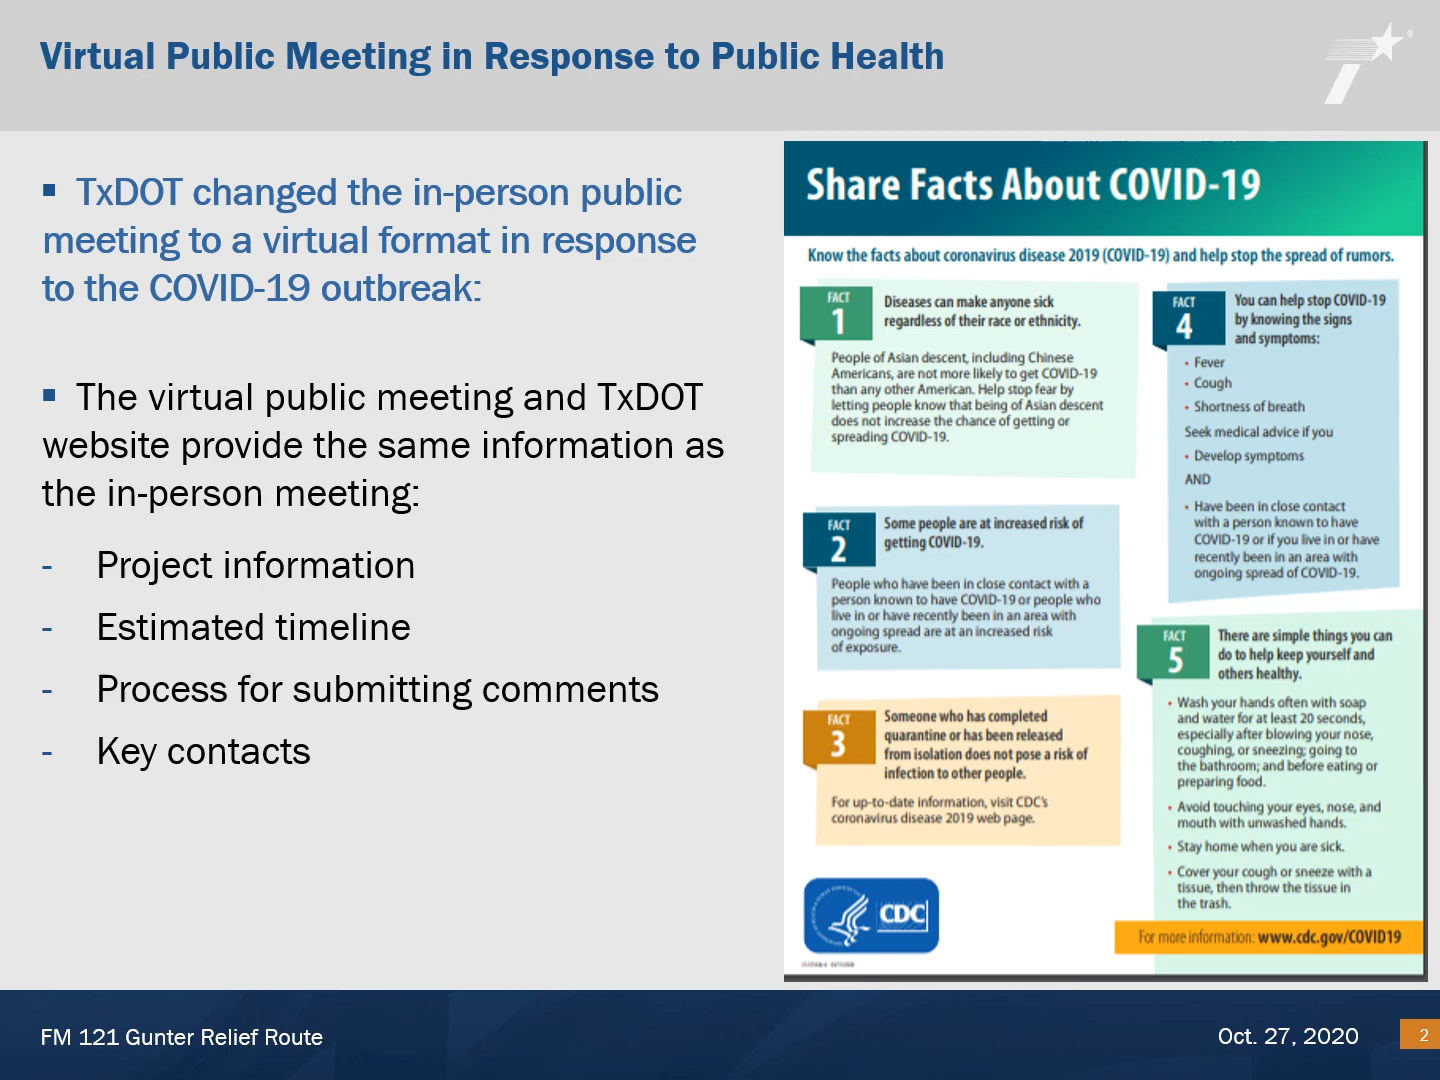 Virtual Public Meeting in Response to Public Health
®
▪ TxDOT changed the in-person public
meeting to a virtual format in response
to the COVID-19 outbreak:
▪ The virtual public meeting and TxDOT
website provide the same information as
the in-person meeting:
- Project information
- Estimated timeline
- Process for submitting comments
- Key contacts
Share Facts About COVID-19
Know the facts about coronavirus disease 2019 (COVID-19) and help stop the spread of rumors.
FACT
1
Diseases can make anyone sick
regardless of their race or ethnicity.
People of Asian descent, including Chinese
Americans, are not more likely to get COVID-19
than any other American. Help stop fear by
letting people know that being of Asian descent
does not increase the chance of getting or
spreading COVID-19.
FACT
2
Some people are at increased risk of
getting COVID-19.
People who have been in close contact with a
person known to have COVID-19 or people who
live in or have recently been in an area with
ongoing spread are at an increased risk
of exposure.
FACT
3
Someone who has completed
quarantine or has been released
from isolation does not pose a risk of
infection to other people.
For up-to-date information, visit CDC's
coronavirus disease 2019 web page.
FACT
4
You can help stop COVID-19
by knowing the signs
and symptoms:
• Fever
• Cough
• Shortness of breath
Seek medical advice if you
• Develop symptoms
AND
• Have been in close contact
with a person known to have
COVID-19 or if you live in or have
recently been in an area with
ongoing spread of COVID-19.
FACT
5
There are simple things you can
do to help keep yourself and
others healthy.
• Wash your hands often with soap
and water for at least 20 seconds,
especially after blowing your nose,
coughing, or sneezing; going to
the bathroom; and before eating or
preparing food.
• Avoid touching your eyes, nose, and
mouth with unwashed hands.
• Stay home when you are sick.
• Cover your cough or sneeze with a
tissue, then throw the tissue in
the trash.
CDC
For more information: www.cdc.gov/COVID19
FM 121 Gunter Relief Route
Oct. 27, 2020
2